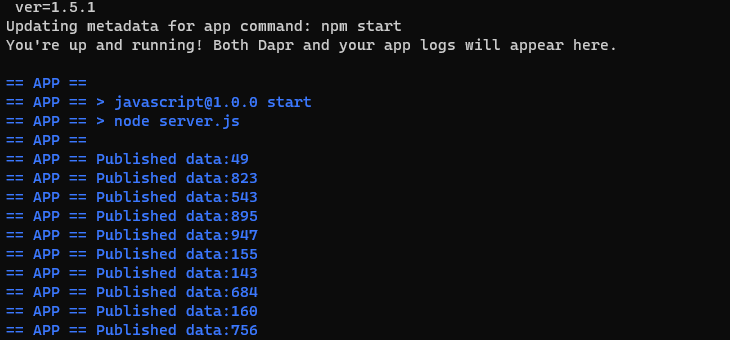 ver=1.5.1
Updating metadata for app command: npm start
You're up and running! Both Dapr and your app logs will appear here.
== APP ==
== APP == > javascript@1.0.0 start
== APP == > node server.js
== APP ==
== APP == Published data:49
== APP == Published data:823
== APP == Published data:543
== APP == Published data:895
== APP == Published data:947
== APP == Published data:155
== APP == Published data:143
== APP == Published data:684
== APP == Published data:160
== APP == Published data:756